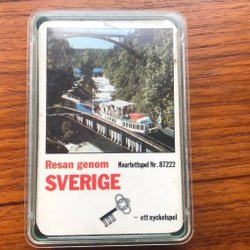 Resan genom Kvartettspel Nr. 87222
SVERIGE
– ett nyckelspel